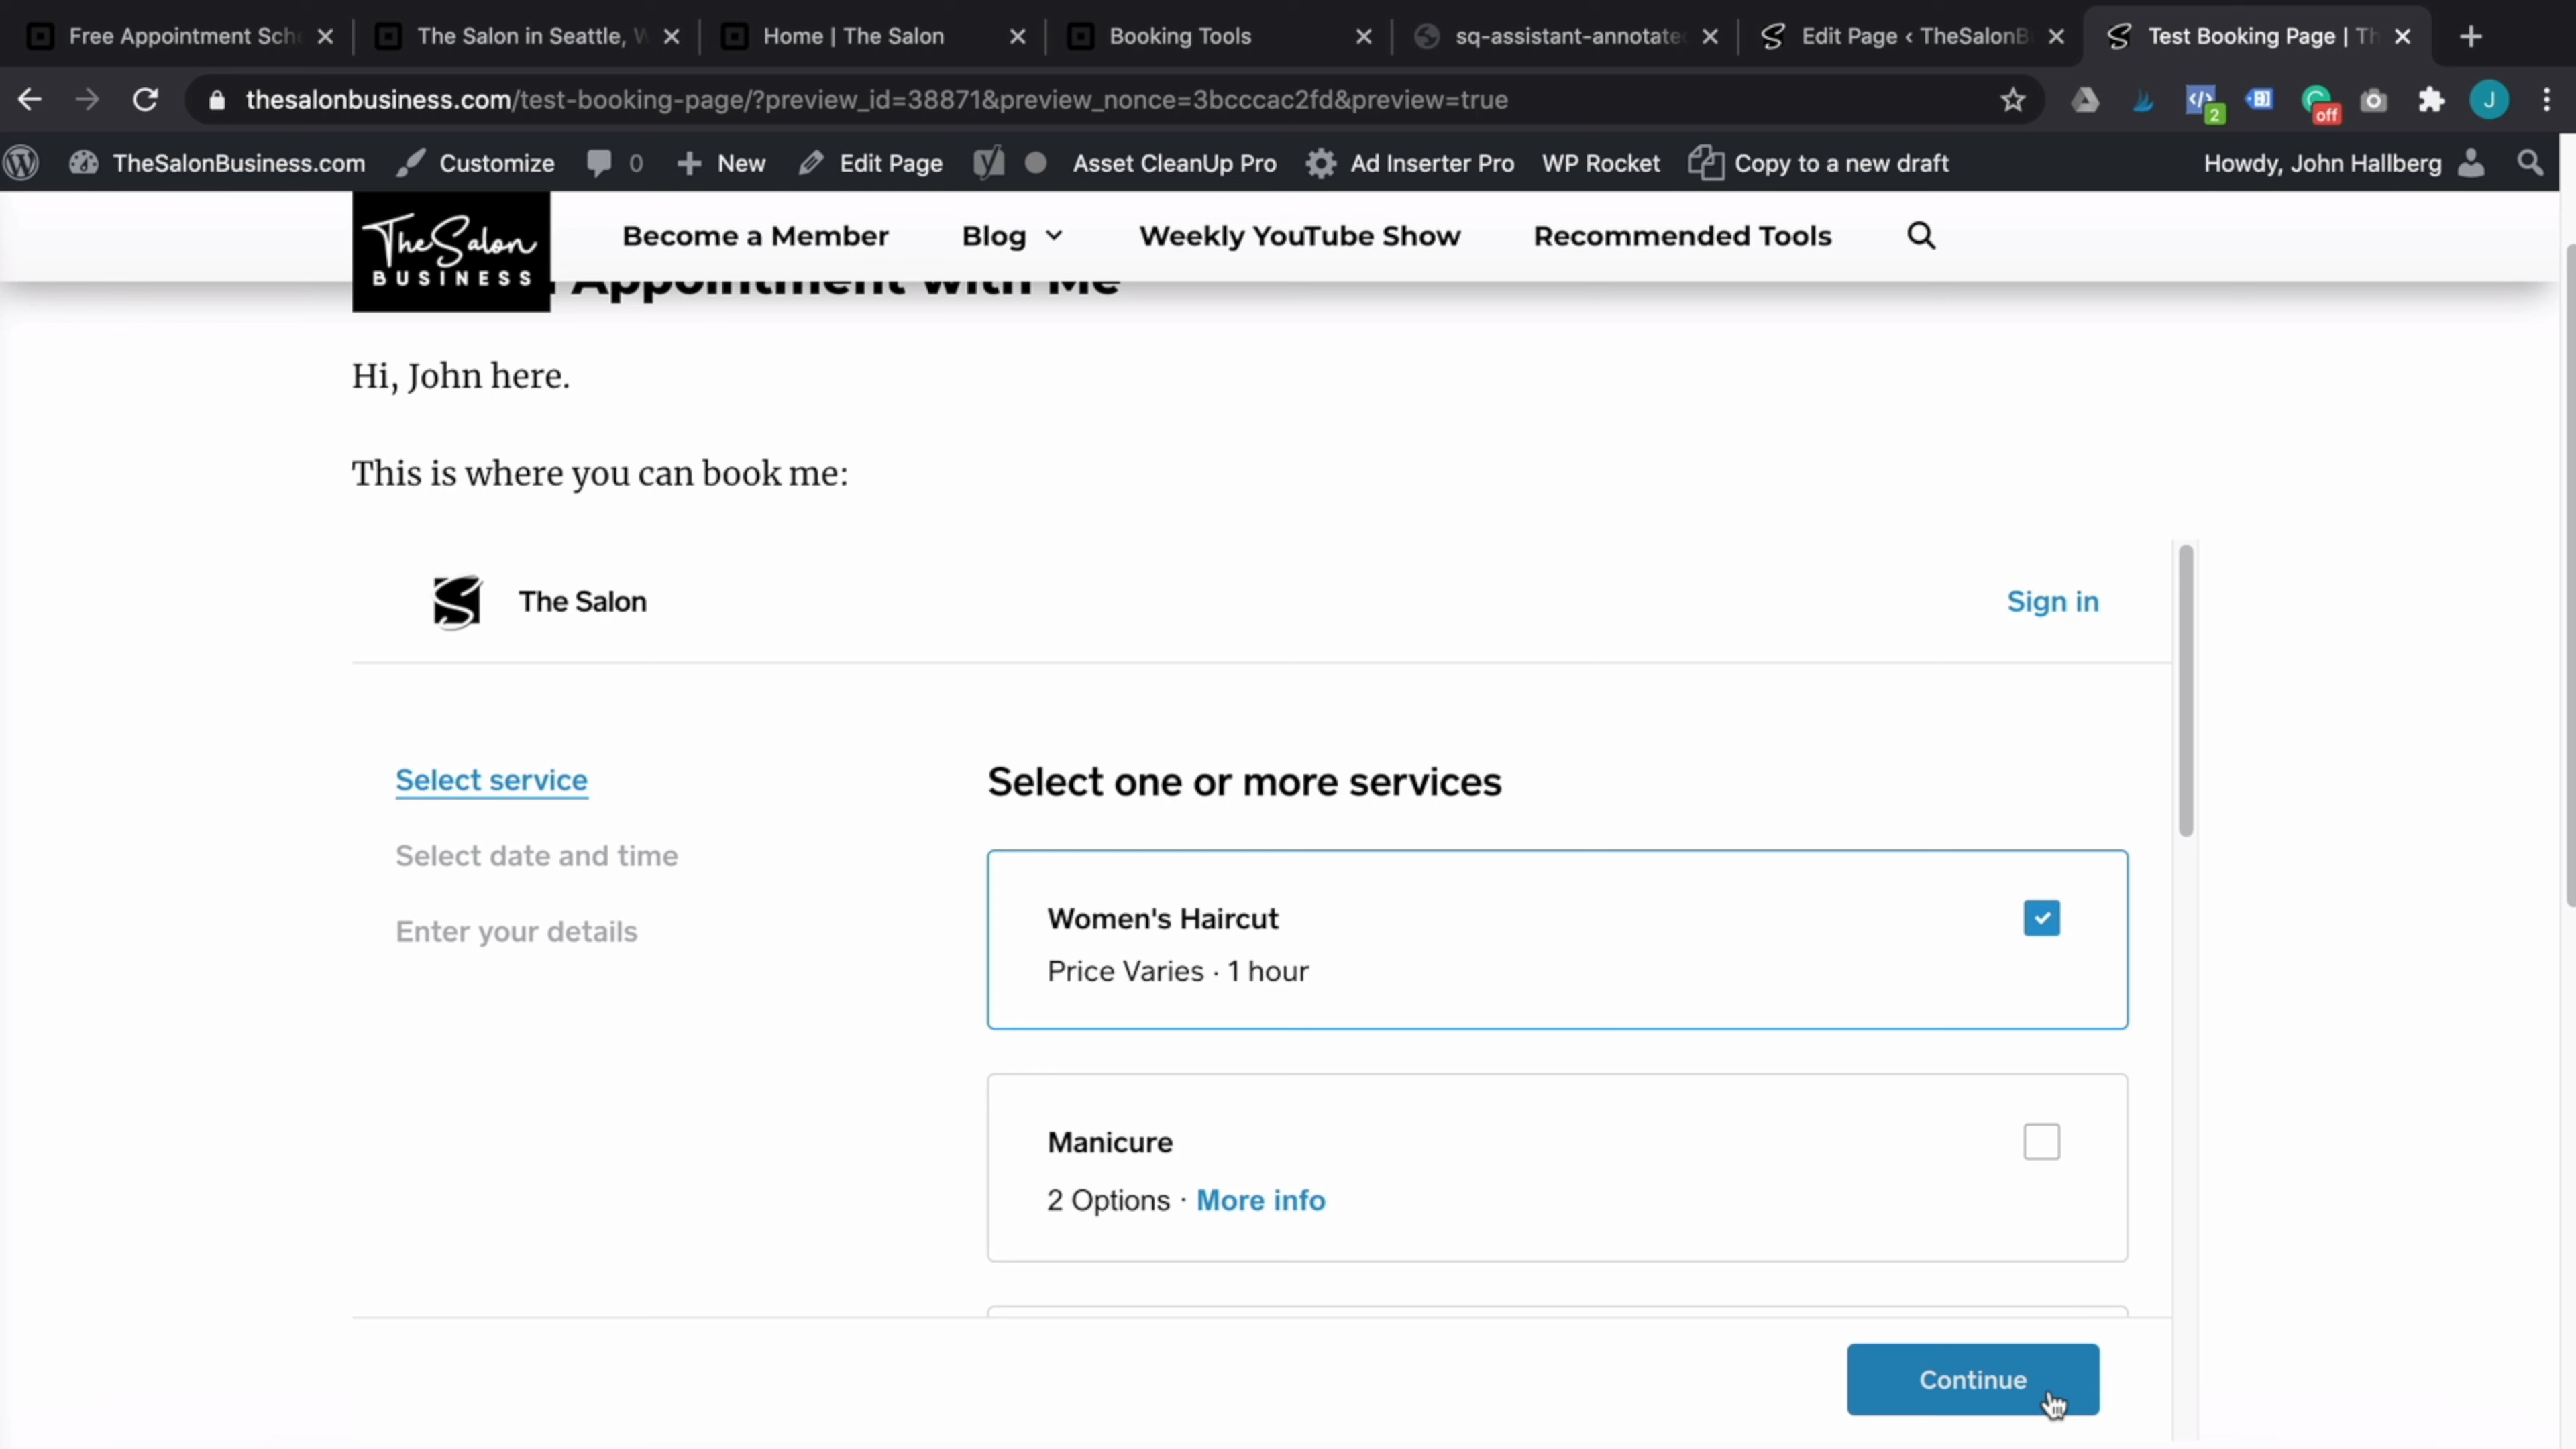 Free Appointment Sch
The Salon in Seattle, W
Home | The Salon
Booking Tools
sq-assistant-annotate
Edit Page ‹ TheSalonB
Test Booking Page | Th
thesalonbusiness.com/test-booking-page/?preview_id=38871&preview_nonce=3bcccac2fd&preview=true
2
off
J
TheSalonBusiness.com Customize 0 New Edit Page Asset CleanUp Pro Ad Inserter Pro WP Rocket Copy to a new draft Howdy, John Hallberg
The Salon
BUSINESS
Become a Member Blog Weekly YouTube Show Recommended Tools
Appointment with Me
Hi, John here.
This is where you can book me:
The Salon
Sign in
Select service
Select date and time
Enter your details
Select one or more services
Women's Haircut
Price Varies · 1 hour
Manicure
2 Options · More info
Continue